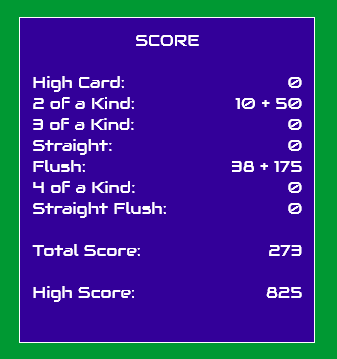 SCORE
High Card: 0
2 of a Kind: 10 + 50
3 of a Kind: 0
Straight: 0
Flush: 38 + 175
4 of a Kind: 0
Straight Flush: 0
Total Score: 273
High Score: 825